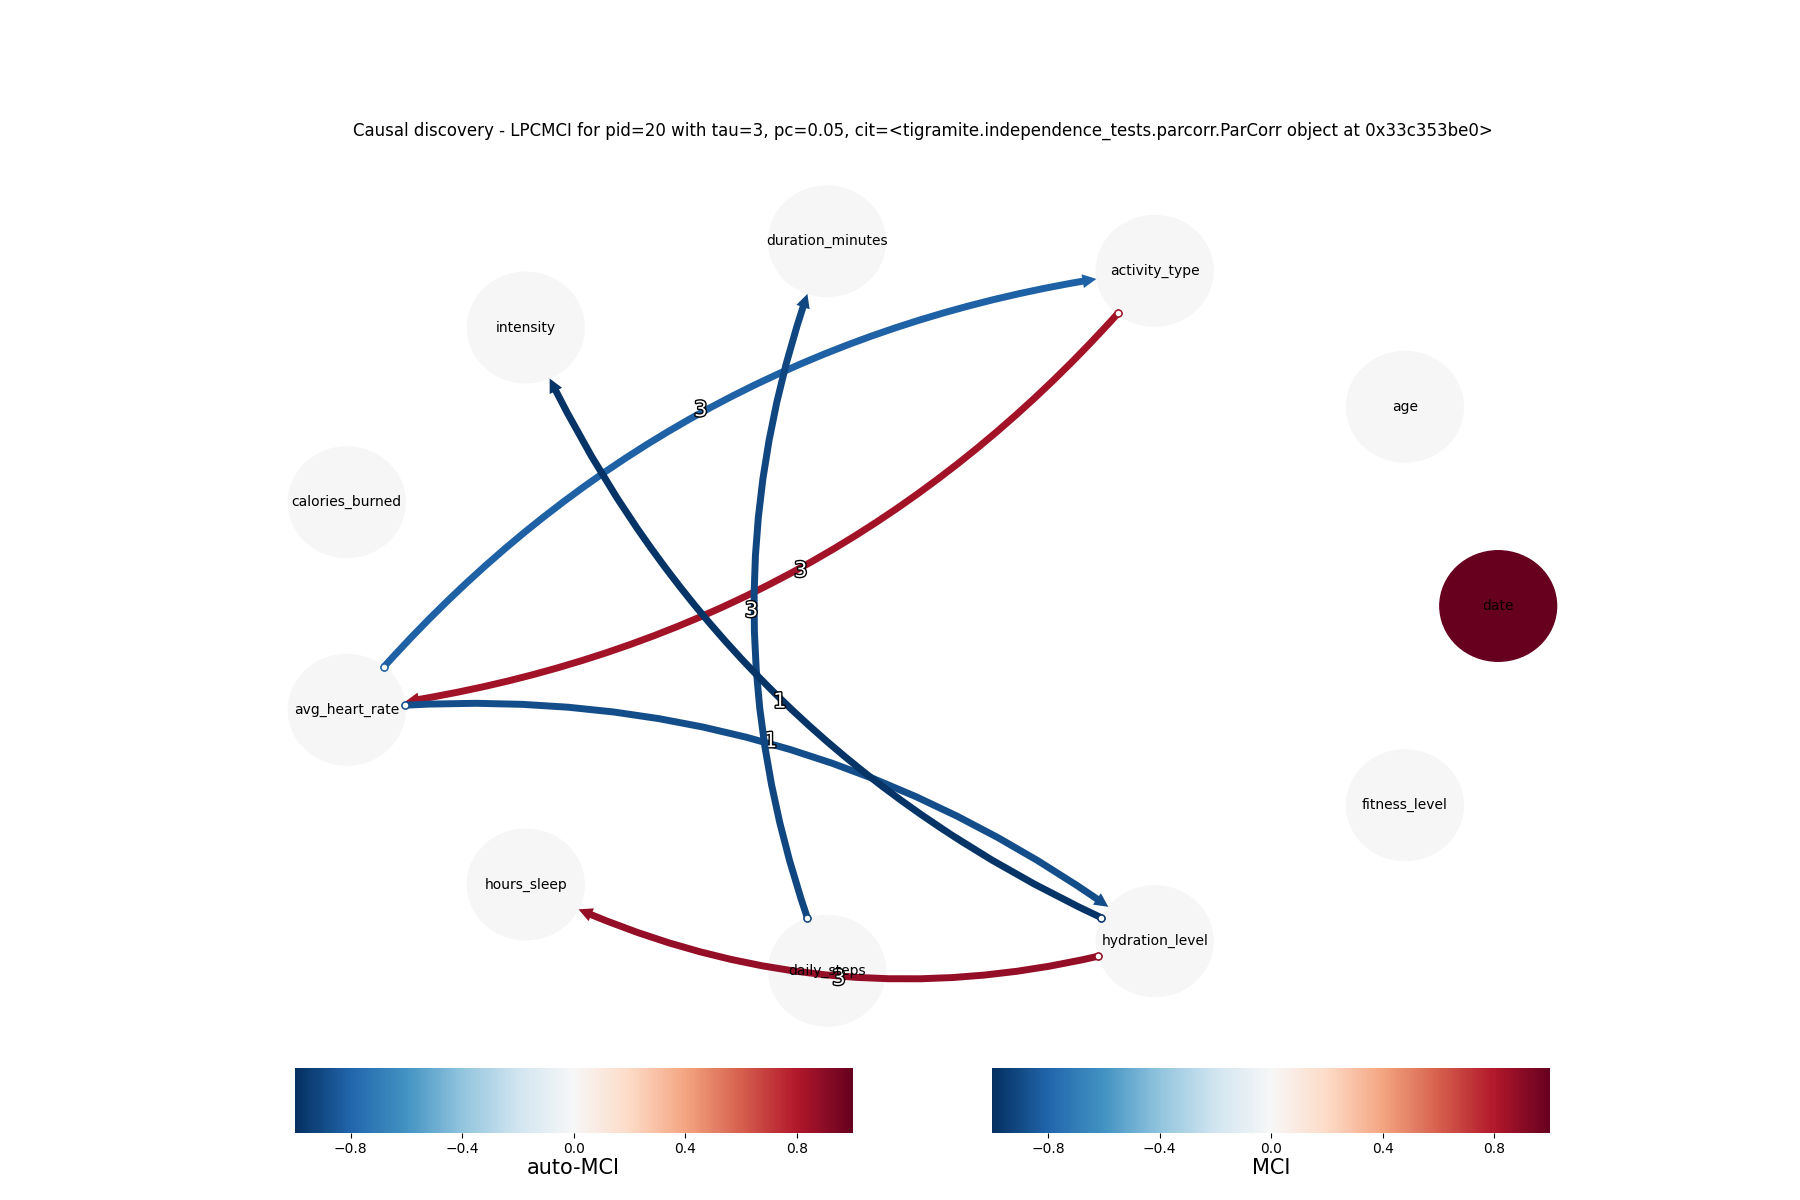 Causal discovery - LPCMCI for pid=20 with tau=3, pc=0.05, cit=<tigramite.independence_tests.parcorr.ParCorr object at 0x33c353be0>
duration_minutes
activity_type
intensity
age
3
calories_burned
3
date
3
1
avg_heart_rate
1
fitness_level
hours_sleep
hydration_level
daily_steps
3
−0.8 −0.4 0.0 0.4 0.8
auto-MCI
−0.8 −0.4 0.0 0.4 0.8
MCI